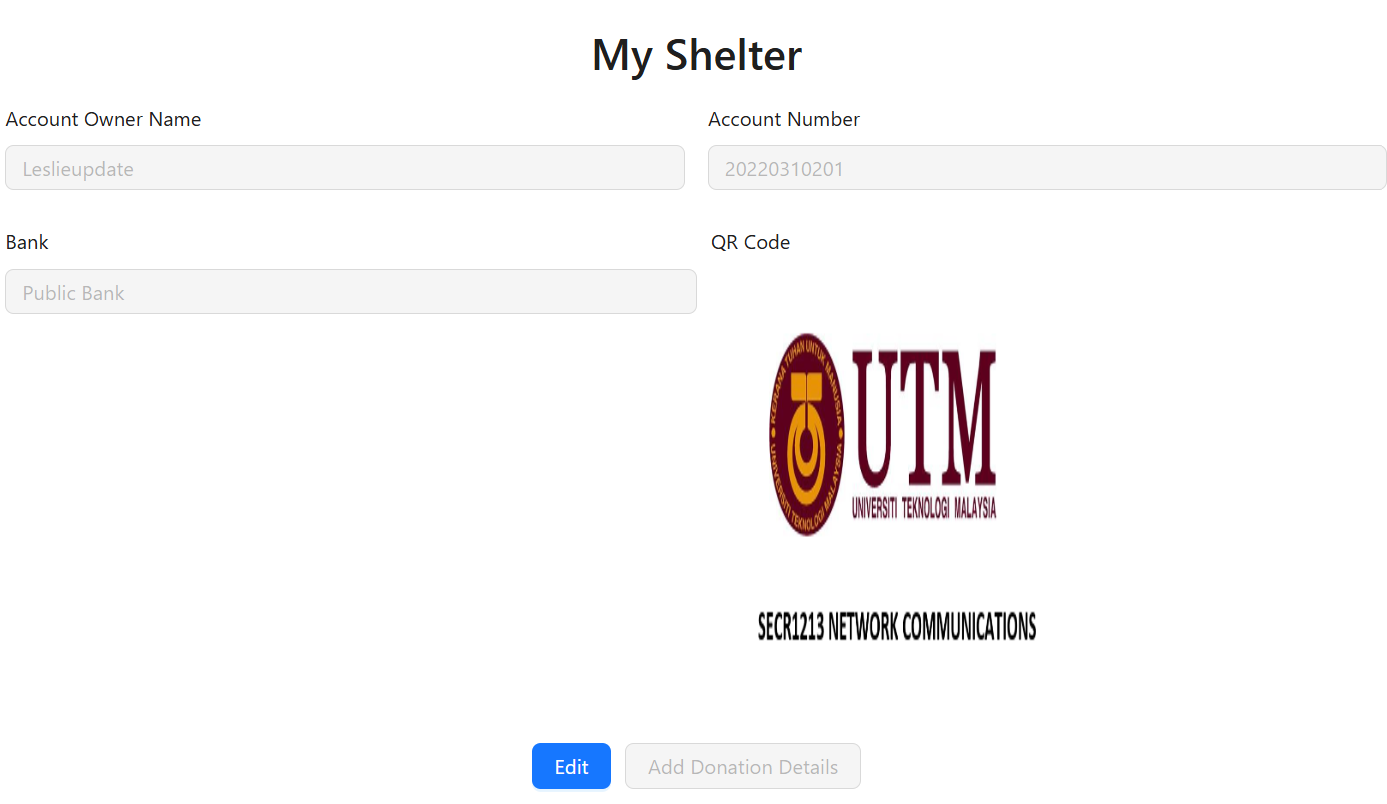 My Shelter
Account Owner Name
Account Number
Leslieupdate
20220310201
Bank
QR Code
Public Bank
KERANA TUHAN UNTUK MANUSIA
UNIVERSITI TEKNOLOGI MALAYSIA
UTM
UNIVERSITI TEKNOLOGI MALAYSIA
SECR1213 NETWORK COMMUNICATIONS
Edit
Add Donation Details